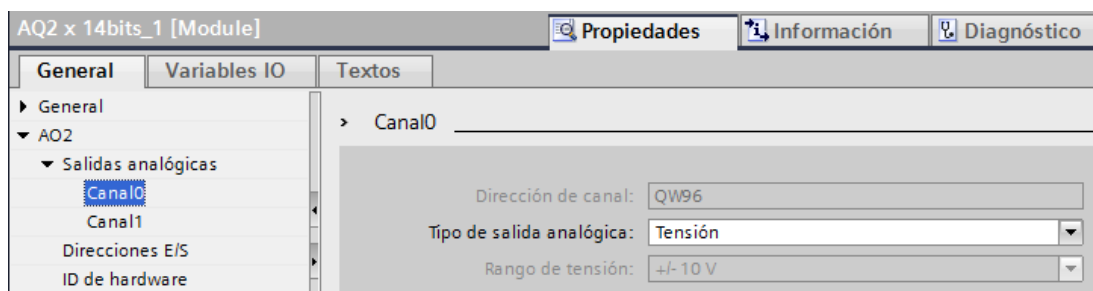 AQ2 x 14bits_1 [Module]
Propiedades
Información
Diagnóstico
General
Variables IO
Textos
General
AO2
Salidas analógicas
Canal0
Canal1
Direcciones E/S
ID de hardware
Canal0
Dirección de canal: QW96
Tipo de salida analógica: Tensión
Rango de tensión: +/- 10 V